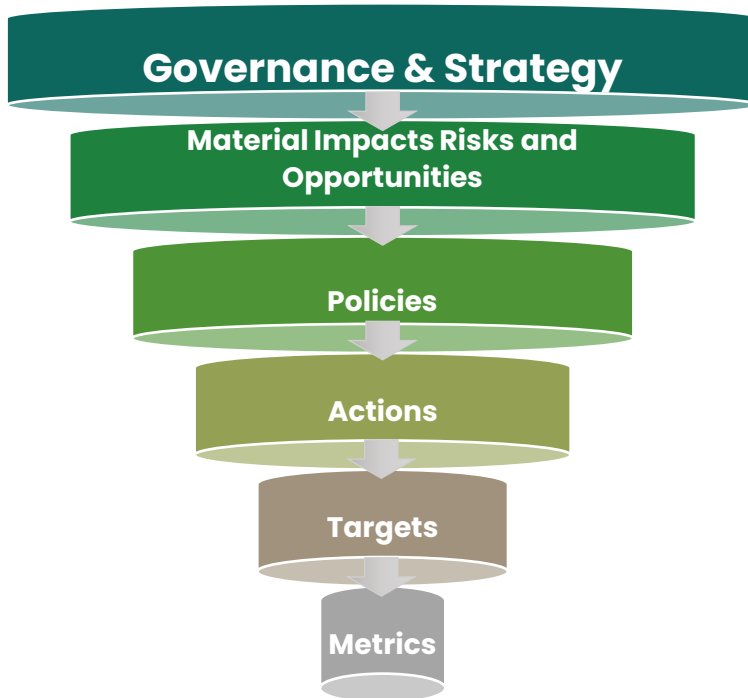 Governance & Strategy
Material Impacts Risks and
Opportunities
Policies
Actions
Targets
Metrics